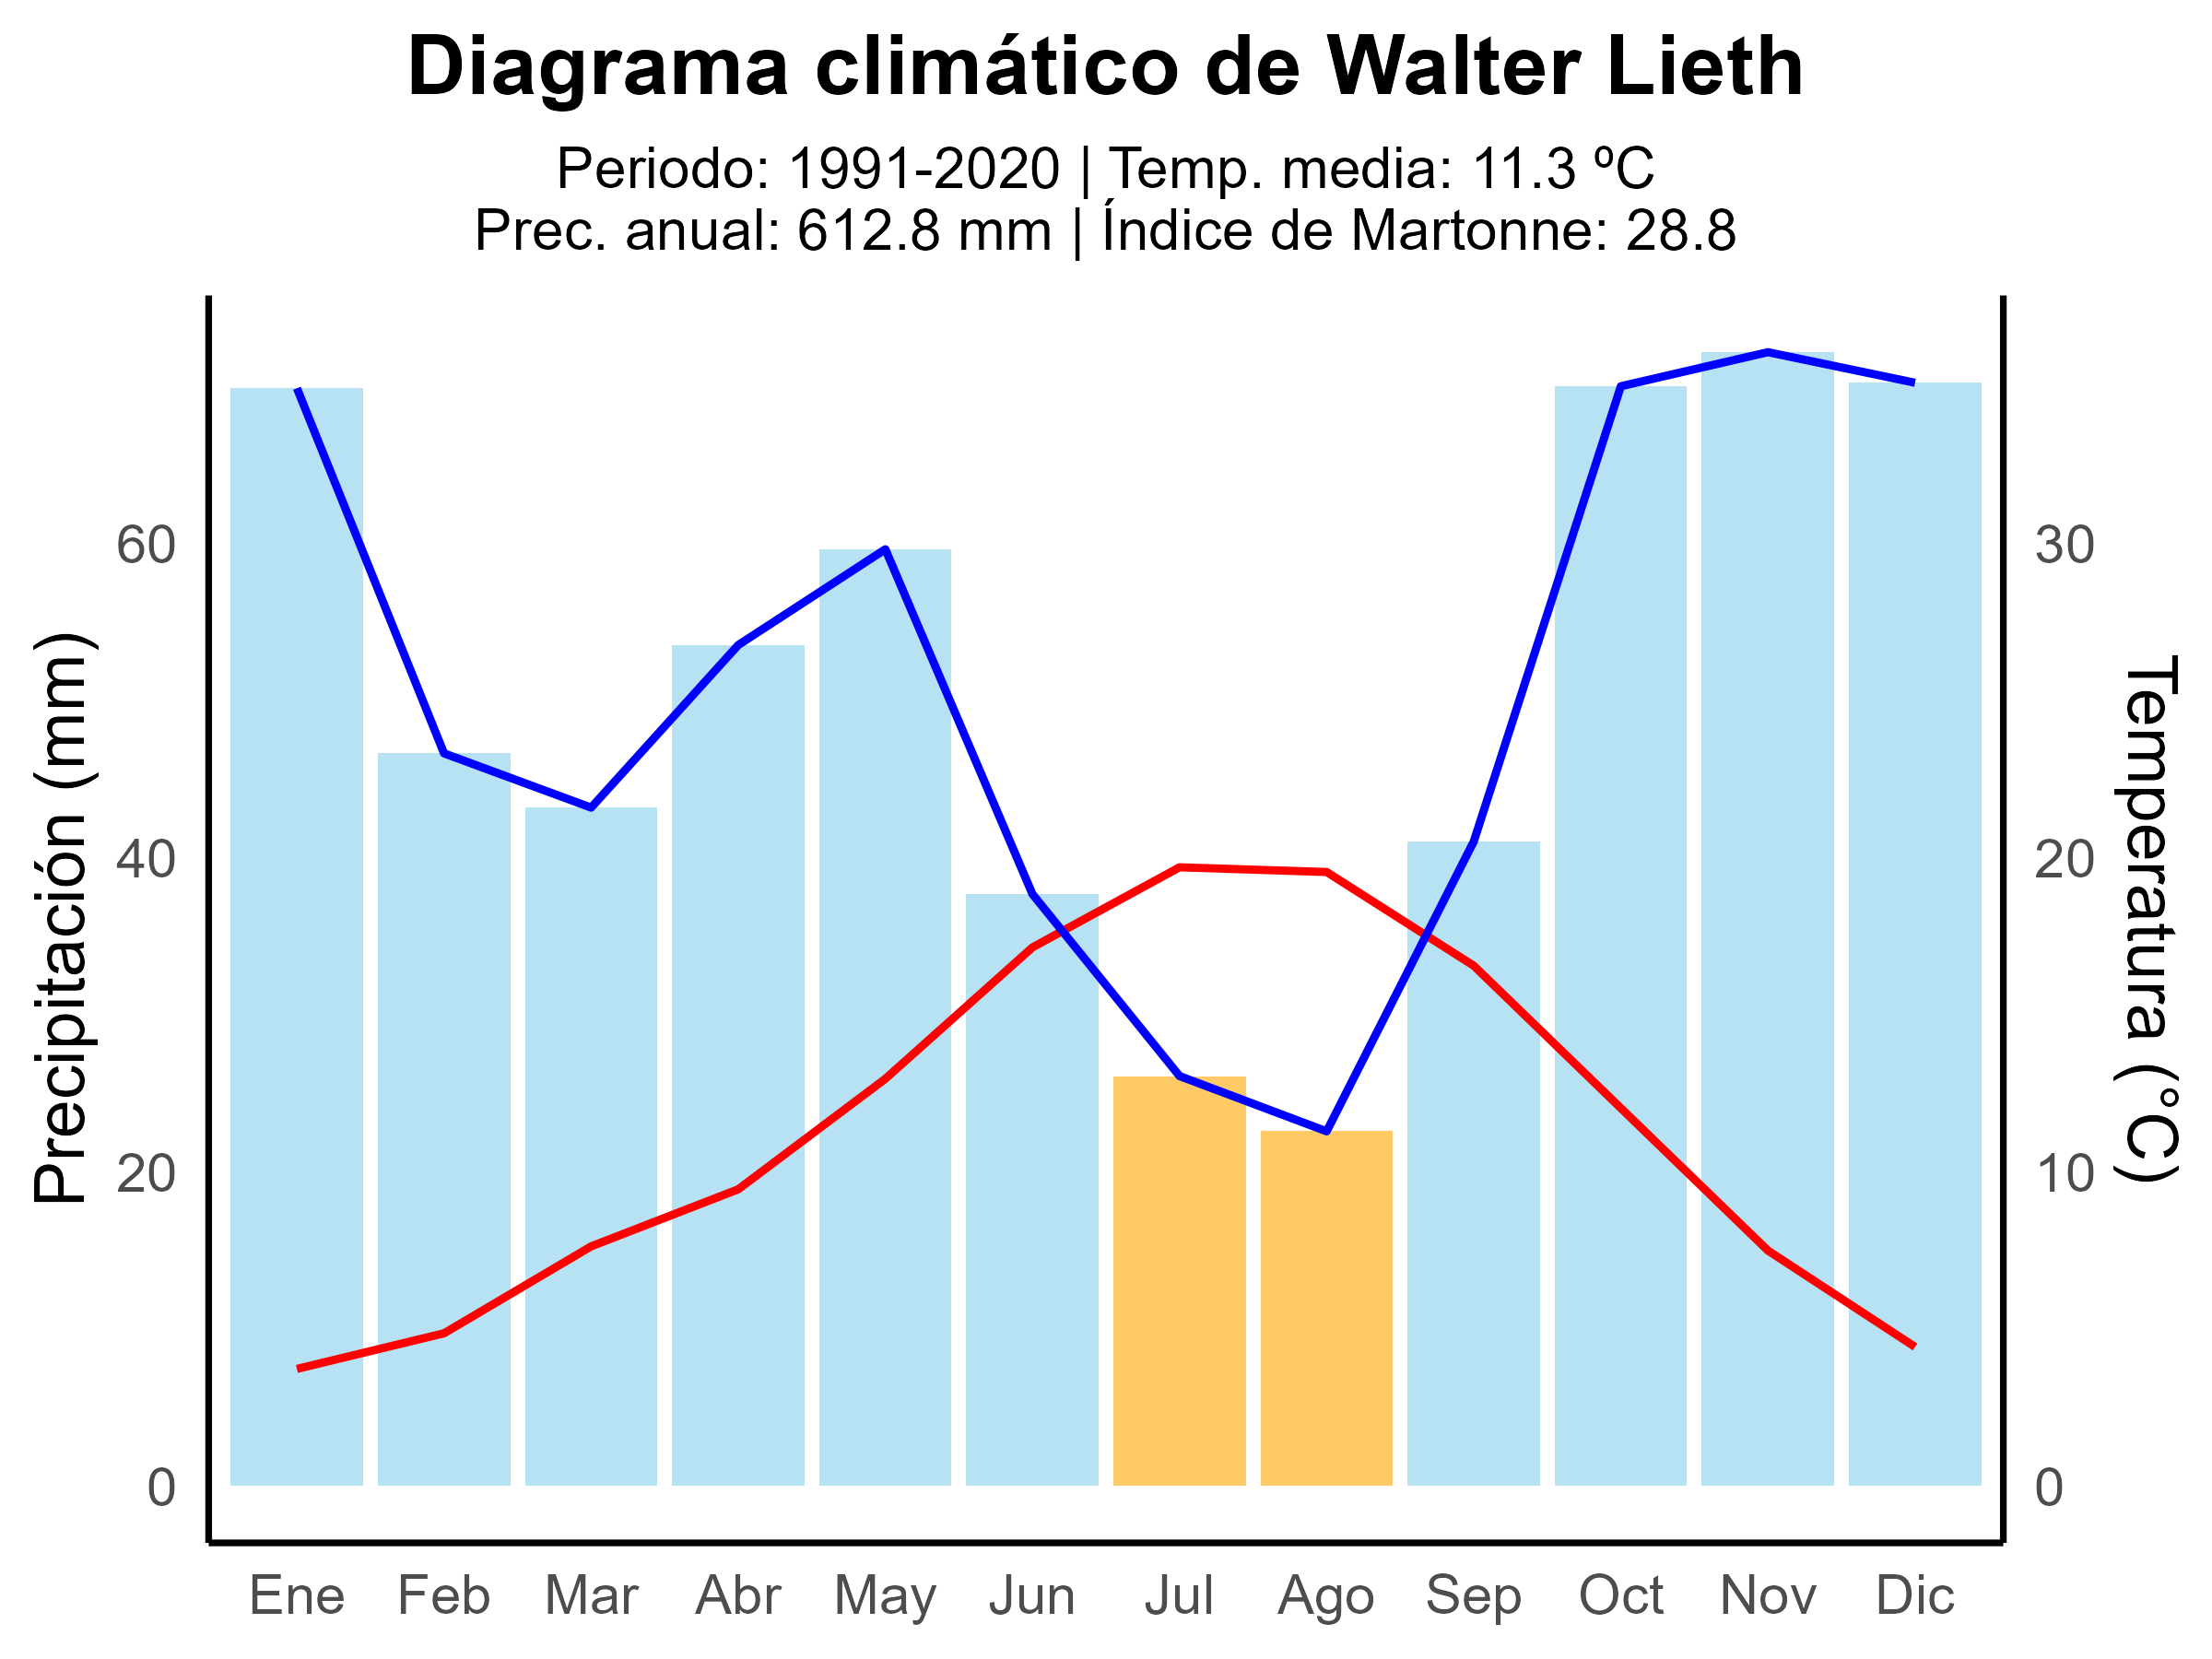 Diagrama climático de Walter Lieth
Periodo: 1991-2020 | Temp. media: 11.3 ºC
Prec. anual: 612.8 mm | Índice de Martonne: 28.8
Precipitación (mm)
60
40
20
0
30
20
10
0
Temperatura (°C)
Ene Feb Mar Abr May Jun Jul Ago Sep Oct Nov Dic